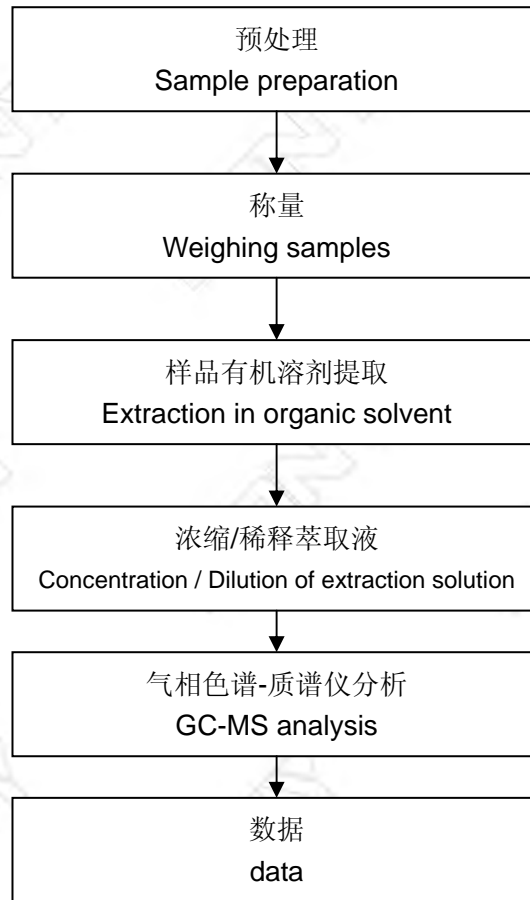 预处理
Sample preparation
称量
Weighing samples
样品有机溶剂提取
Extraction in organic solvent
浓缩/稀释萃取液
Concentration / Dilution of extraction solution
气相色谱-质谱仪分析
GC-MS analysis
数据
data